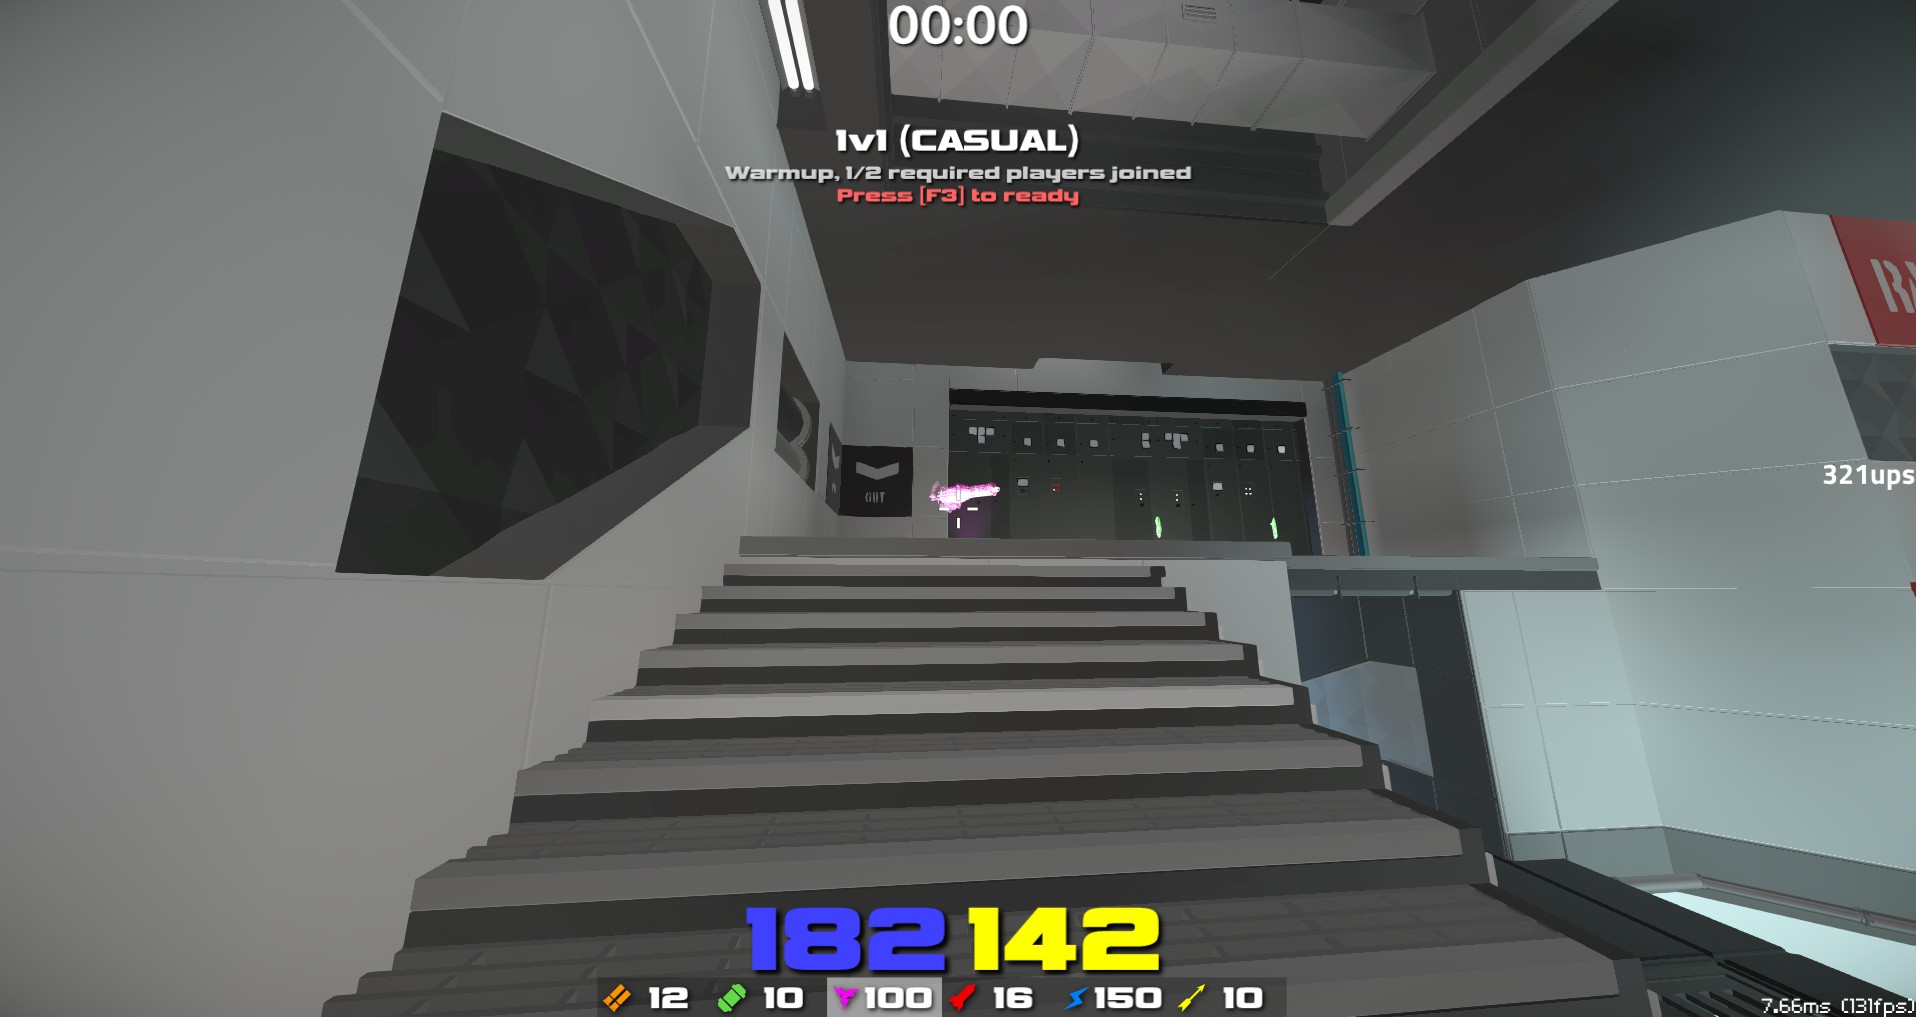 00:00
1v1 (CASUAL)
Warmup, 1/2 required players joined
Press [F3] to ready
321ups
OUT
182 142
12 10 100 16 150 10
7.66ms (131fps)